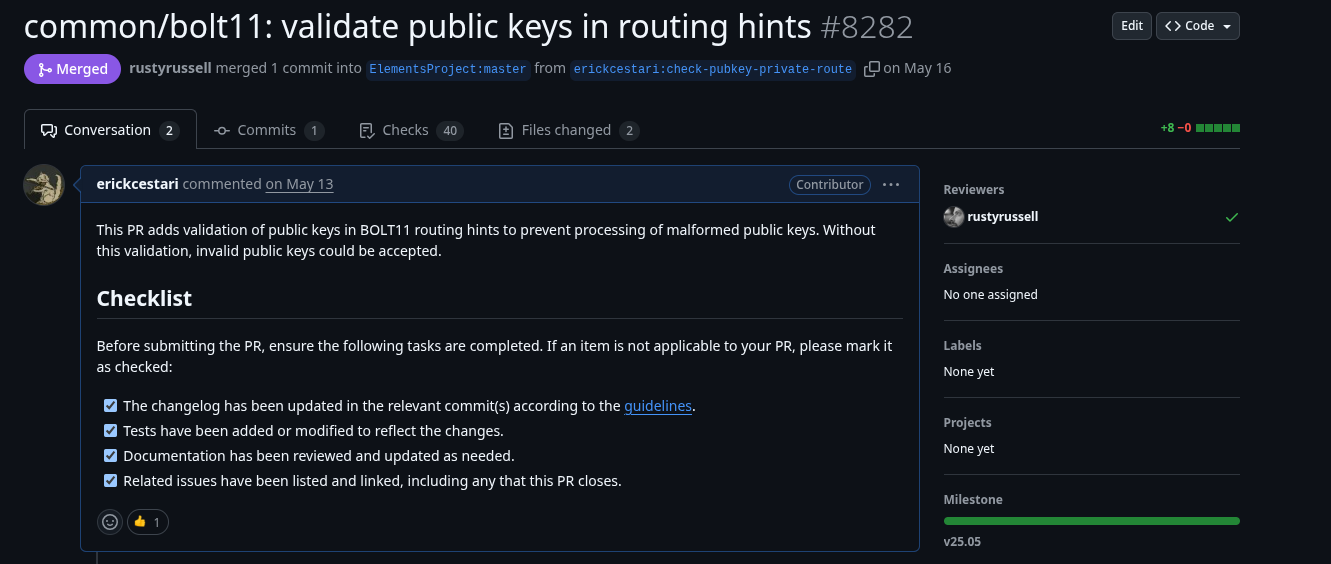 common/bolt11: validate public keys in routing hints #8282
Edit
Code
Merged
rustyrussell merged 1 commit into ElementsProject:master from erickcestari:check-pubkey-private-route on May 16
Conversation 2
Commits 1
Checks 40
Files changed 2
+8 −0
erickcestari commented on May 13
Contributor
This PR adds validation of public keys in BOLT11 routing hints to prevent processing of malformed public keys. Without
this validation, invalid public keys could be accepted.
Checklist
Before submitting the PR, ensure the following tasks are completed. If an item is not applicable to your PR, please mark it
as checked:
The changelog has been updated in the relevant commit(s) according to the guidelines.
Tests have been added or modified to reflect the changes.
Documentation has been reviewed and updated as needed.
Related issues have been listed and linked, including any that this PR closes.
1
Reviewers
rustyrussell
Assignees
No one assigned
Labels
None yet
Projects
None yet
Milestone
v25.05